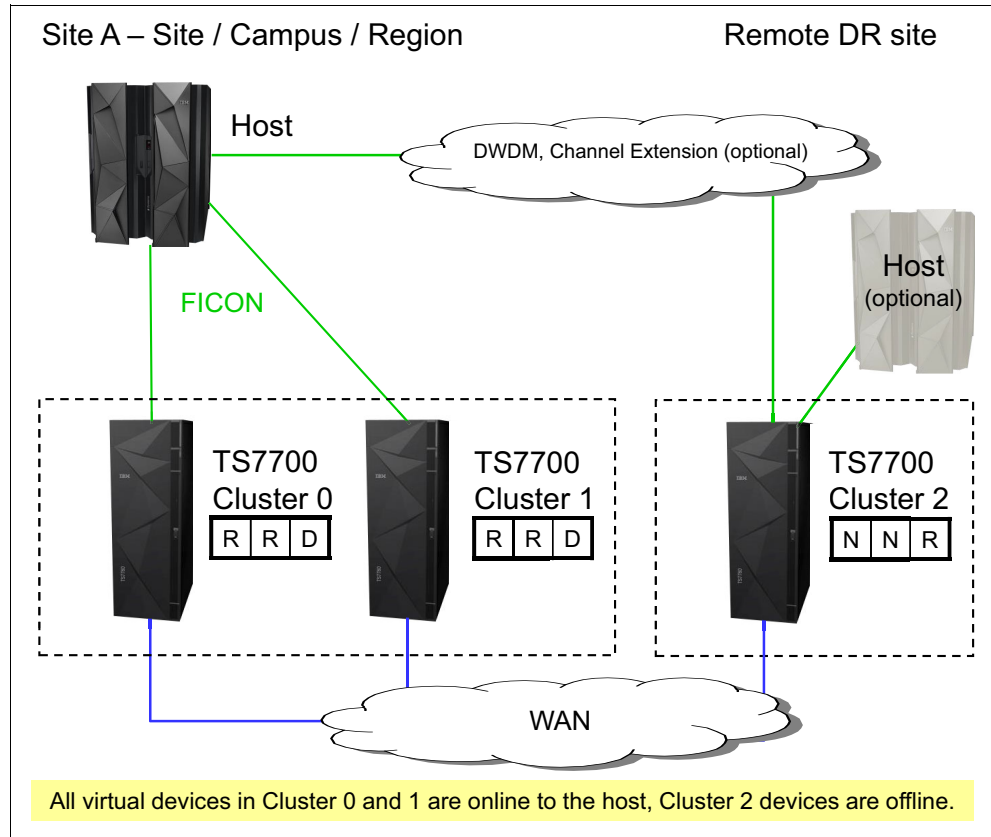 Site A – Site / Campus / Region
Remote DR site
Host
DWDM, Channel Extension (optional)
Host
(optional)
FICON
TS7700
Cluster 0
R R D
TS7700
Cluster 1
R R D
TS7700
Cluster 2
N N R
WAN
All virtual devices in Cluster 0 and 1 are online to the host, Cluster 2 devices are offline.